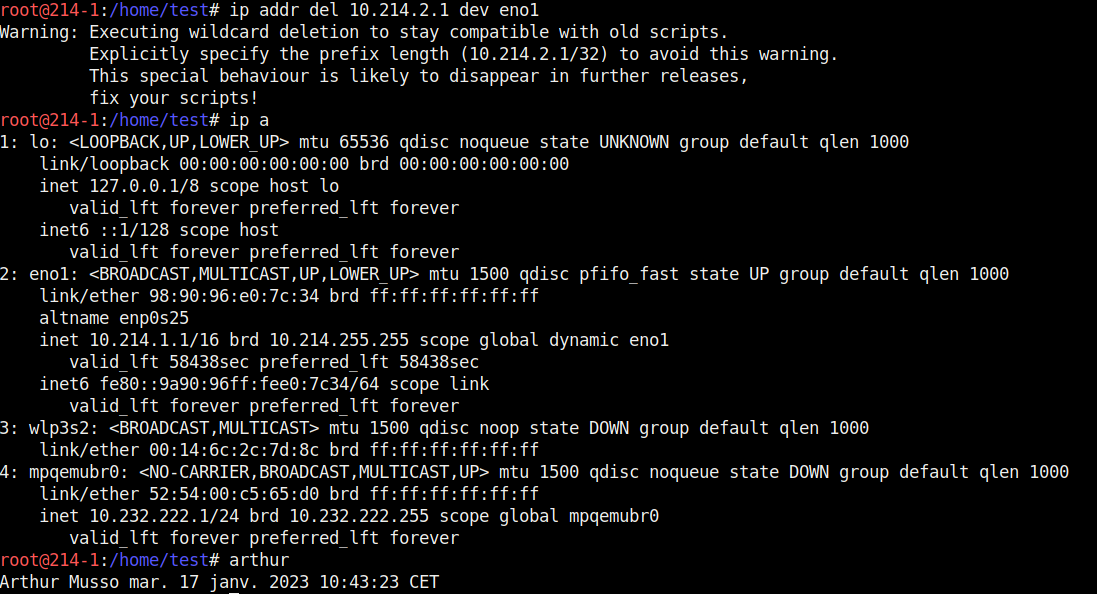 root@214-1:/home/test# ip addr del 10.214.2.1 dev eno1
Warning: Executing wildcard deletion to stay compatible with old scripts.
         Explicitly specify the prefix length (10.214.2.1/32) to avoid this warning.
         This special behaviour is likely to disappear in further releases,
         fix your scripts!
root@214-1:/home/test# ip a
1: lo: <LOOPBACK,UP,LOWER_UP> mtu 65536 qdisc noqueue state UNKNOWN group default qlen 1000
    link/loopback 00:00:00:00:00:00 brd 00:00:00:00:00:00
    inet 127.0.0.1/8 scope host lo
       valid_lft forever preferred_lft forever
    inet6 ::1/128 scope host
       valid_lft forever preferred_lft forever
2: eno1: <BROADCAST,MULTICAST,UP,LOWER_UP> mtu 1500 qdisc pfifo_fast state UP group default qlen 1000
    link/ether 98:90:96:e0:7c:34 brd ff:ff:ff:ff:ff:ff
    altname enp0s25
    inet 10.214.1.1/16 brd 10.214.255.255 scope global dynamic eno1
       valid_lft 58438sec preferred_lft 58438sec
    inet6 fe80::9a90:96ff:fee0:7c34/64 scope link
       valid_lft forever preferred_lft forever
3: wlp3s2: <BROADCAST,MULTICAST> mtu 1500 qdisc noop state DOWN group default qlen 1000
    link/ether 00:14:6c:2c:7d:8c brd ff:ff:ff:ff:ff:ff
4: mpqemubr0: <NO-CARRIER,BROADCAST,MULTICAST,UP> mtu 1500 qdisc noqueue state DOWN group default qlen 1000
    link/ether 52:54:00:c5:65:d0 brd ff:ff:ff:ff:ff:ff
    inet 10.232.222.1/24 brd 10.232.222.255 scope global mpqemubr0
       valid_lft forever preferred_lft forever
root@214-1:/home/test# arthur
Arthur Musso mar. 17 janv. 2023 10:43:23 CET